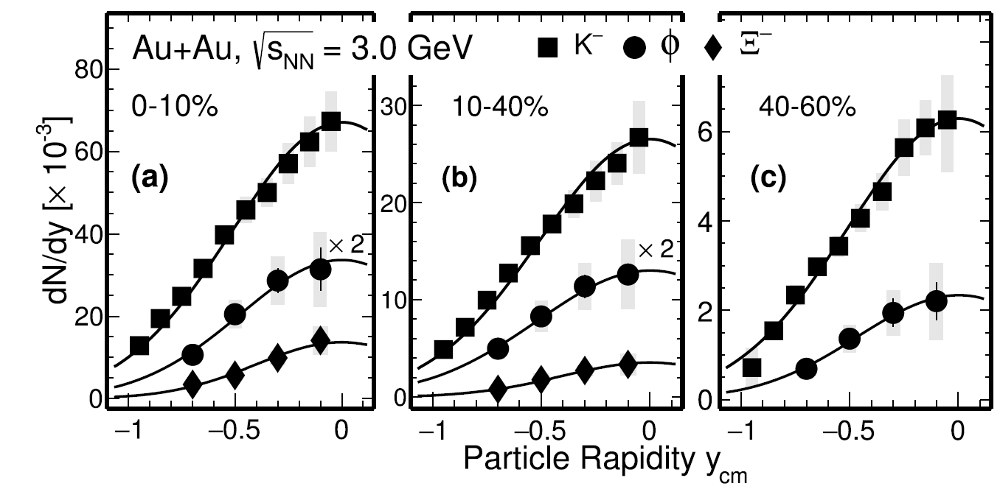 Au+Au, √sNN = 3.0 GeV
K⁻ ϕ Ξ⁻
dN/dy [× 10⁻³]
0-10%
(a)
× 2
80
60
40
20
0
−1 −0.5 0
10-40%
(b)
× 2
30
20
10
0
−1 −0.5 0
40-60%
(c)
6
4
2
0
−1 −0.5 0
Particle Rapidity ycm